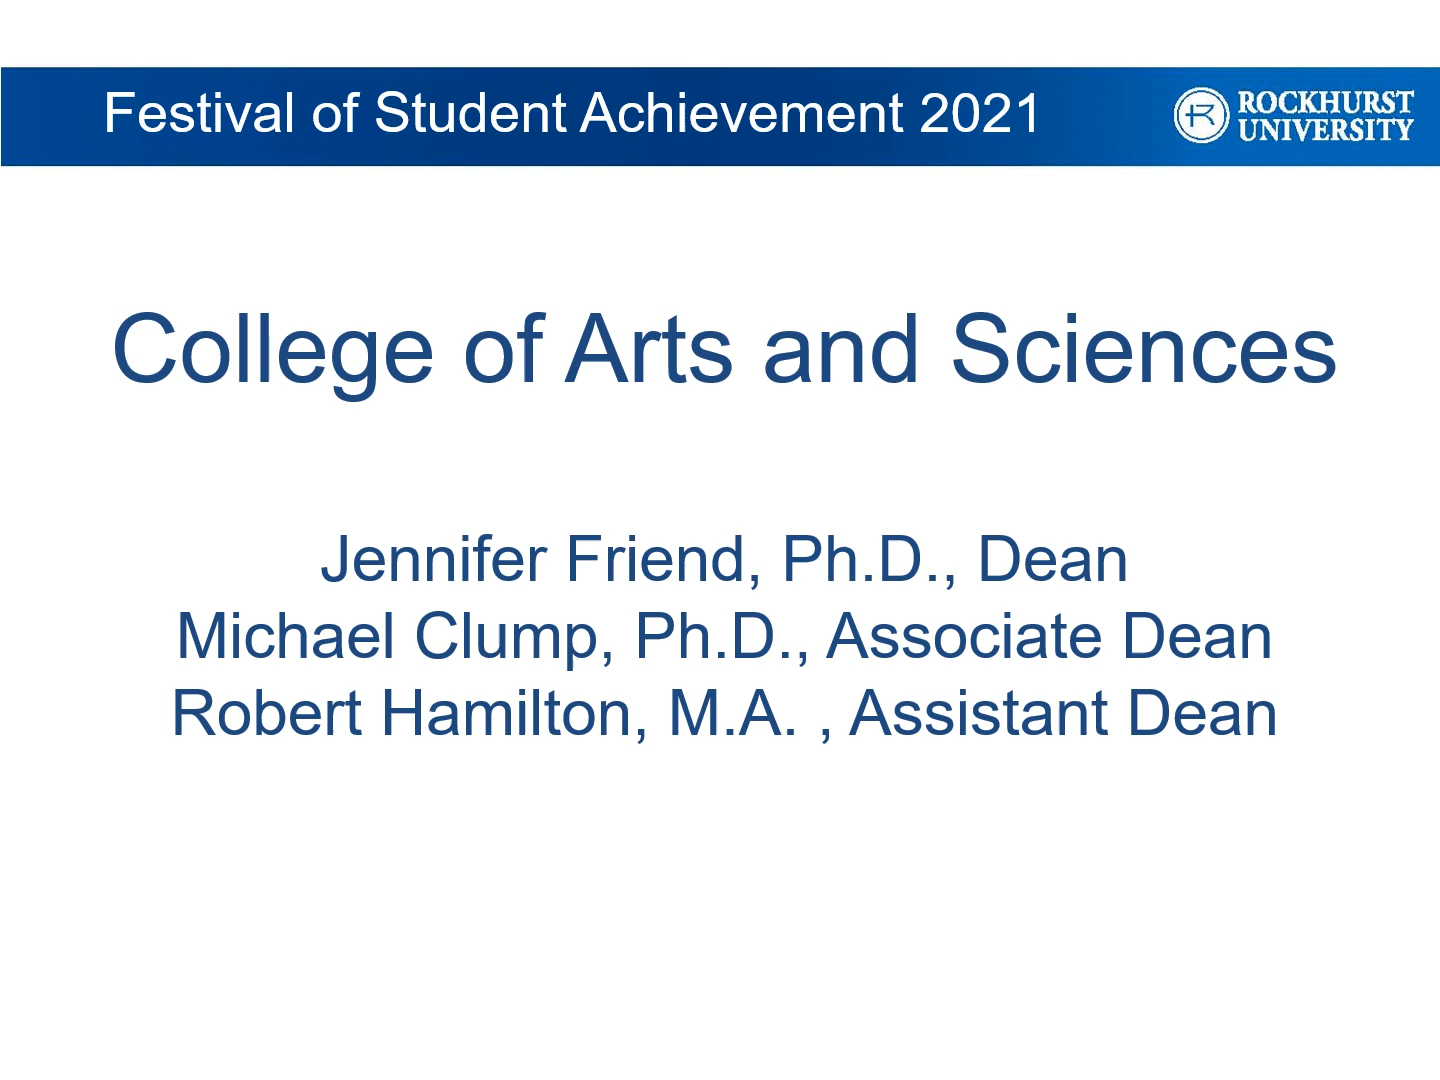 Festival of Student Achievement 2021
ROCKHURST
UNIVERSITY
College of Arts and Sciences
Jennifer Friend, Ph.D., Dean
Michael Clump, Ph.D., Associate Dean
Robert Hamilton, M.A. , Assistant Dean